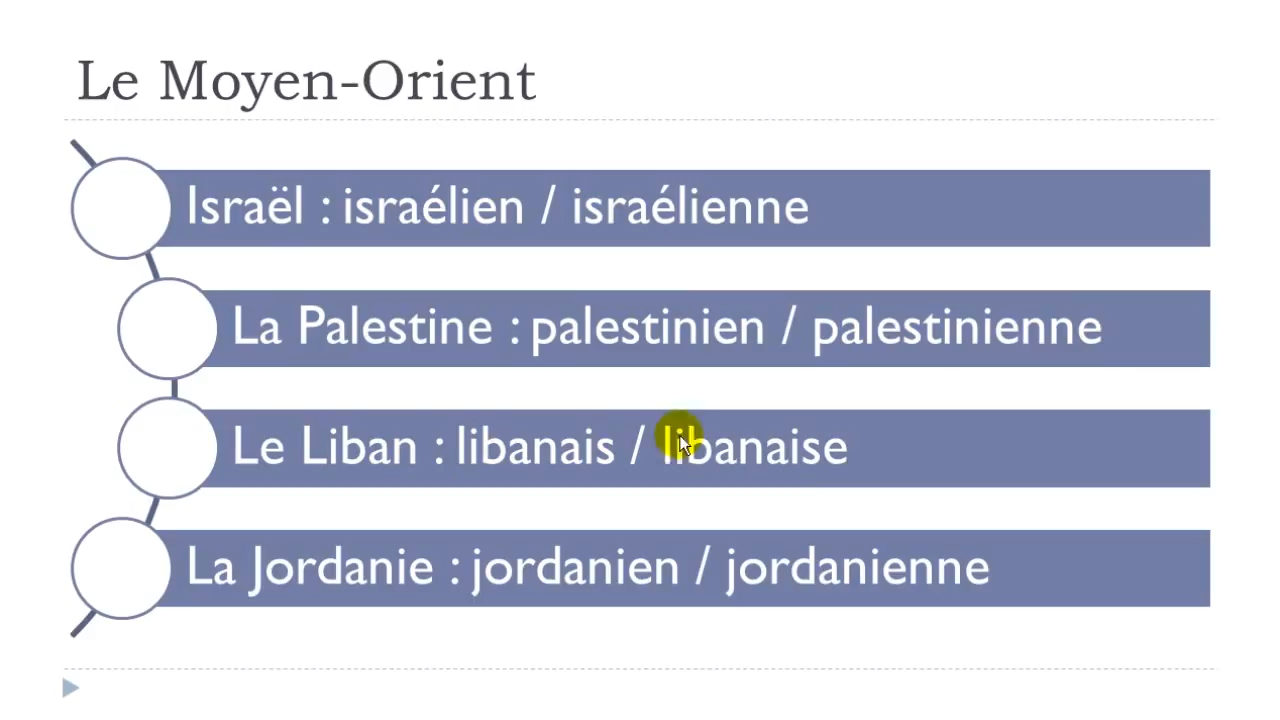 Le Moyen-Orient
Israël : israélien / israélienne
La Palestine : palestinien / palestinienne
Le Liban : libanais / libanaise
La Jordanie : jordanien / jordanienne